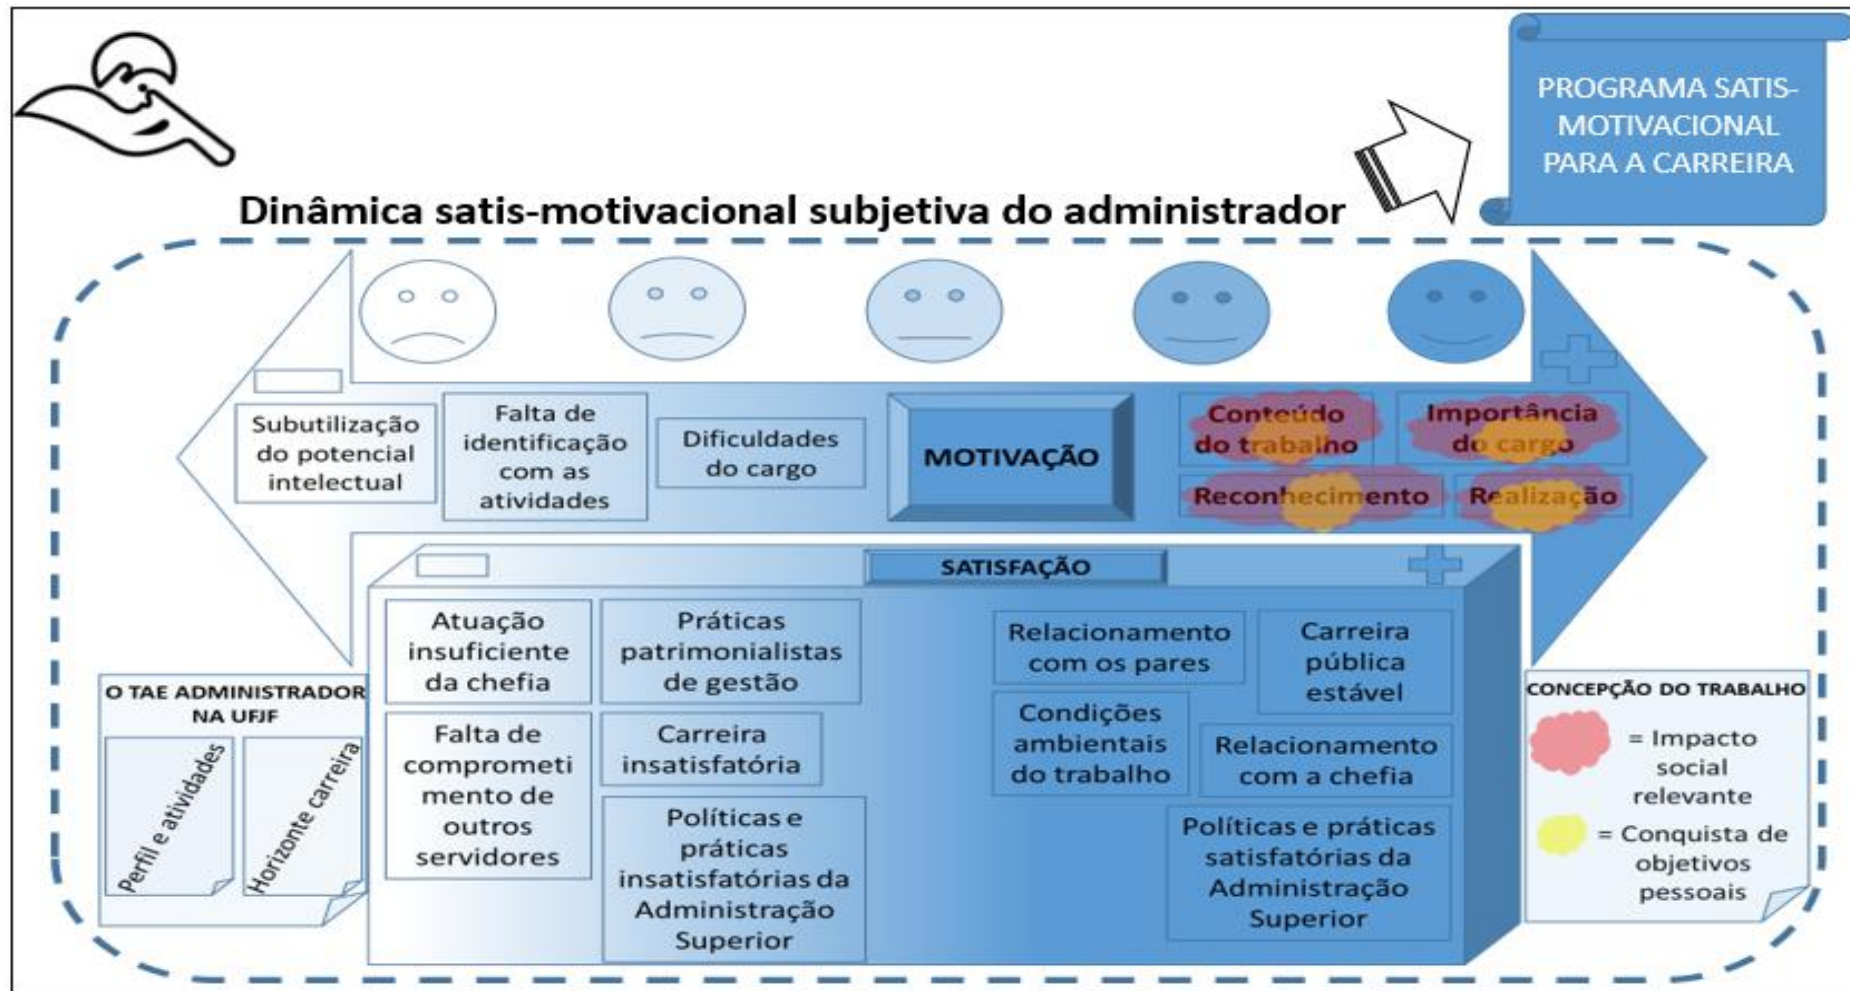 PROGRAMA SATIS-
MOTIVACIONAL
PARA A CARREIRA
Dinâmica satis-motivacional subjetiva do administrador
Subutilização
do potencial
intelectual
Falta de
identificação
com as
atividades
Dificuldades
do cargo
MOTIVAÇÃO
Conteúdo
do trabalho
Importância
do cargo
Reconhecimento
Realização
SATISFAÇÃO
Atuação
insuficiente
da chefia
Práticas
patrimonialistas
de gestão
Relacionamento
com os pares
Carreira
pública
estável
Falta de
comprometi
mento de
outros
servidores
Carreira
insatisfatória
Condições
ambientais
do trabalho
Relacionamento
com a chefia
Políticas e
práticas
insatisfatórias da
Administração
Superior
Políticas e práticas
satisfatórias da
Administração
Superior
O TAE ADMINISTRADOR
NA UFJF
Perfil e atividades
Horizonte carreira
CONCEPÇÃO DO TRABALHO
= Impacto
social
relevante
= Conquista de
objetivos
pessoais